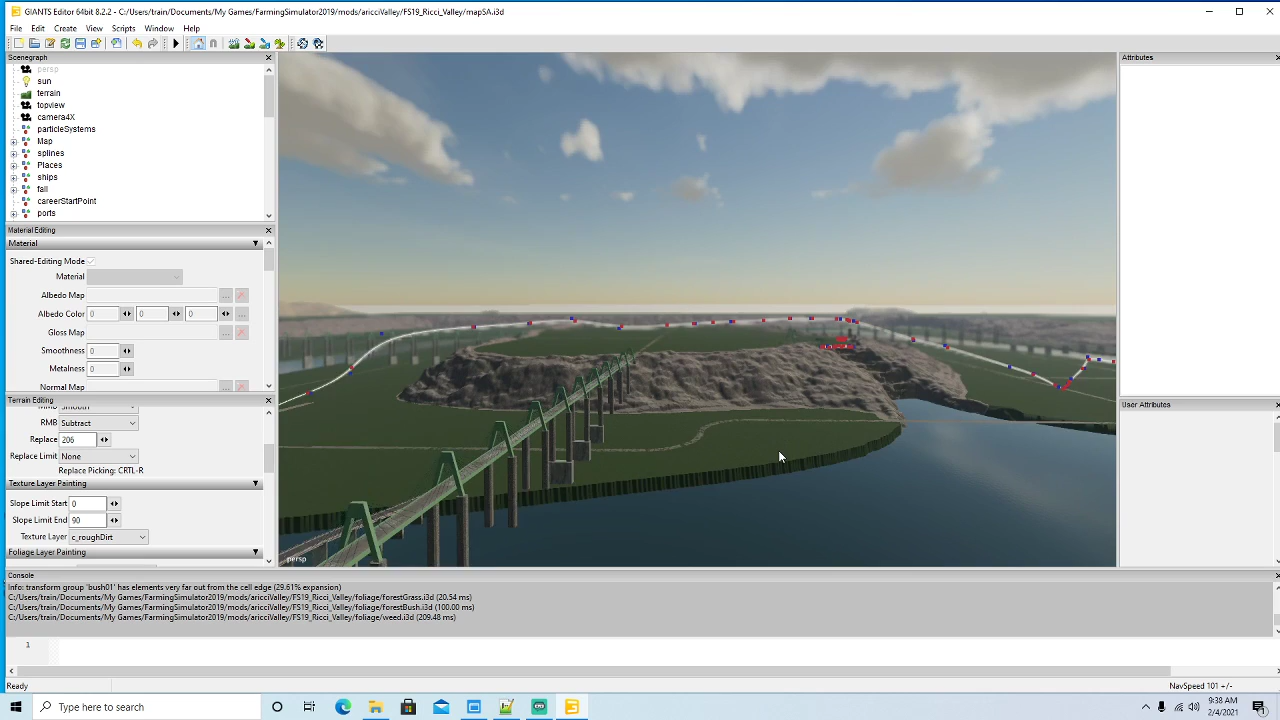 GIANTS Editor 64bit 8.2.2 - C:/Users/train/Documents/My Games/FarmingSimulator2019/mods/aricciValley/FS19_Ricci_Valley/mapSA.i3d
File Edit Create View Scripts Window Help
Scenegraph
persp
sun
terrain
topview
camera4X
particleSystems
Map
splines
Places
ships
fall
careerStartPoint
ports
Material Editing
Material
Shared-Editing Mode
Material
Albedo Map
Albedo Color 0 0 0
Gloss Map
Smoothness 0
Metalness 0
Normal Map
Terrain Editing
RMB Subtract
Replace 206
Replace Limit None
Replace Picking: CRTL-R
Texture Layer Painting
Slope Limit Start 0
Slope Limit End 90
Texture Layer c_roughDirt
Foliage Layer Painting
persp
Attributes
User Attributes
Console
Info: transform group 'bush01' has elements very far out from the cell edge (29.61% expansion)
C:/Users/train/Documents/My Games/FarmingSimulator2019/mods/aricciValley/FS19_Ricci_Valley/foliage/forestGrass.i3d (20.54 ms)
C:/Users/train/Documents/My Games/FarmingSimulator2019/mods/aricciValley/FS19_Ricci_Valley/foliage/forestBush.i3d (100.00 ms)
C:/Users/train/Documents/My Games/FarmingSimulator2019/mods/aricciValley/FS19_Ricci_Valley/foliage/weed.i3d (209.48 ms)
1
Ready
NavSpeed 101 +/-
Type here to search
9:38 AM
2/4/2021